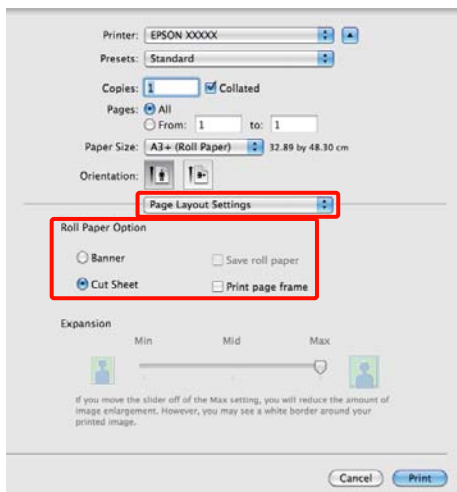 Printer: EPSON XXXXX
Presets: Standard
Copies: 1 Collated
Pages: All
From: 1 to: 1
Paper Size: A3+ (Roll Paper) 32.89 by 48.30 cm
Orientation:
Page Layout Settings
Roll Paper Option
Banner Save roll paper
Cut Sheet Print page frame
Expansion
Min Mid Max
If you move the slider off of the Max setting, you will reduce the amount of
image enlargement. However, you may see a white border around your
printed image.
Cancel Print